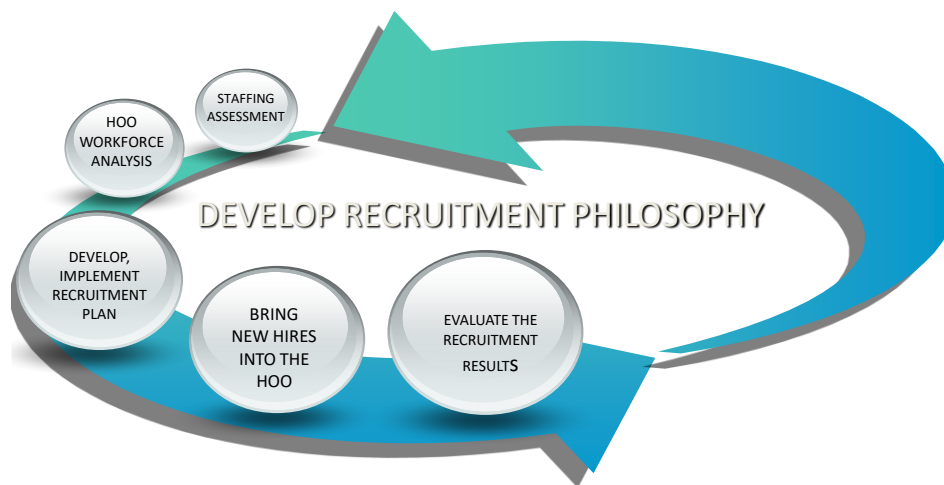 STAFFING
ASSESSMENT
HOO
WORKFORCE
ANALYSIS
DEVELOP RECRUITMENT PHILOSOPHY
DEVELOP,
IMPLEMENT
RECRUITMENT
PLAN
BRING
NEW HIRES
INTO THE
HOO
EVALUATE THE
RECRUITMENT
RESULTS